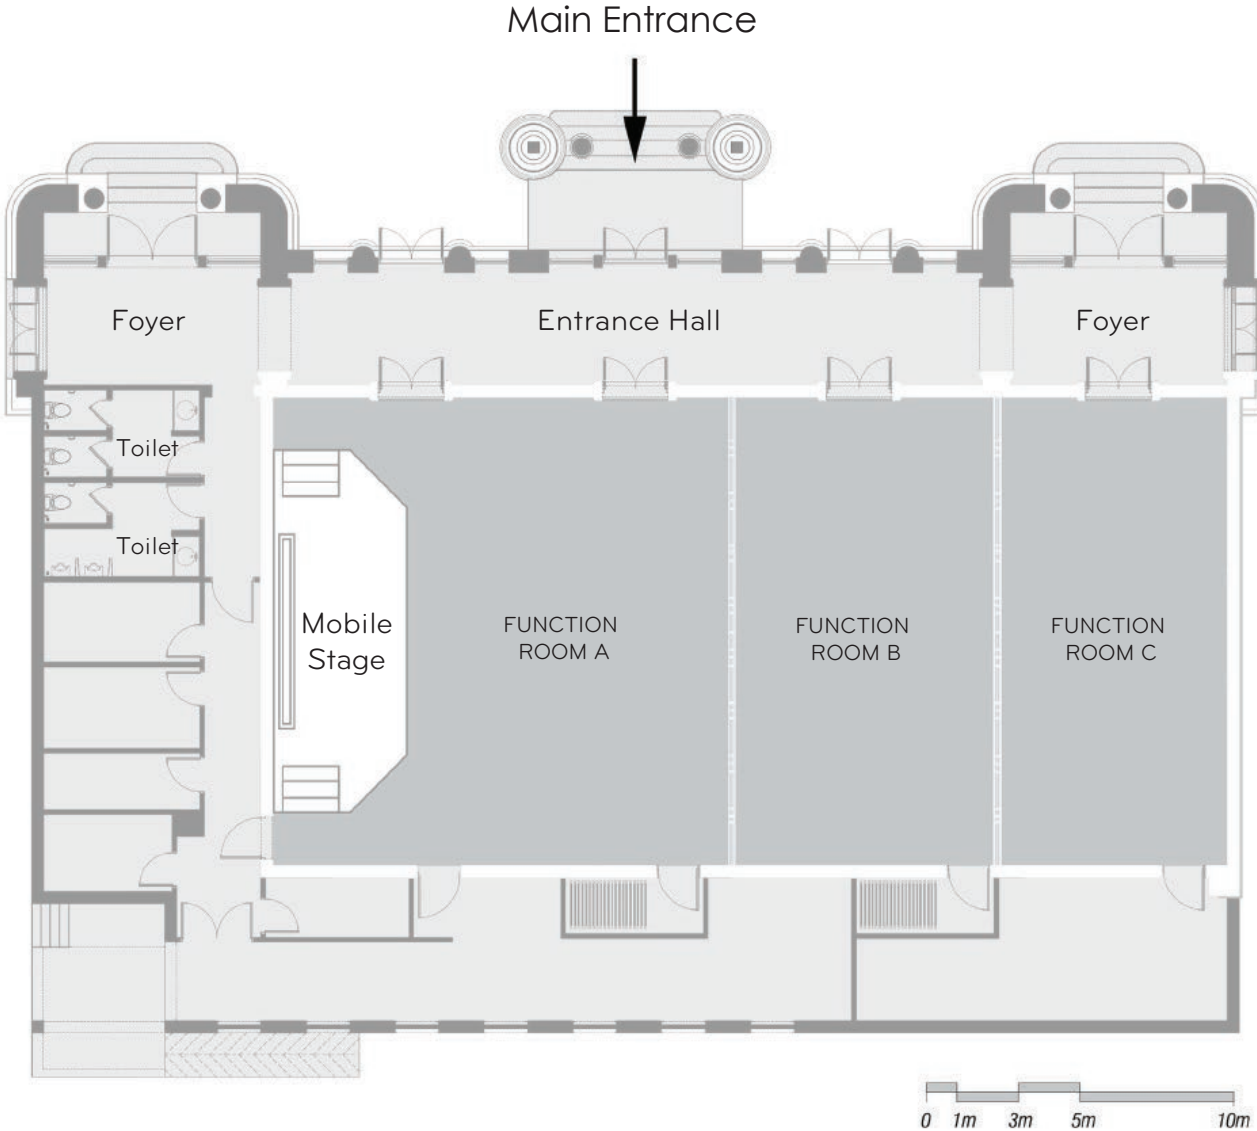 Main Entrance
Foyer
Entrance Hall
Foyer
Toilet
Toilet
Mobile
Stage
FUNCTION
ROOM A
FUNCTION
ROOM B
FUNCTION
ROOM C
0 1m 3m 5m 10m